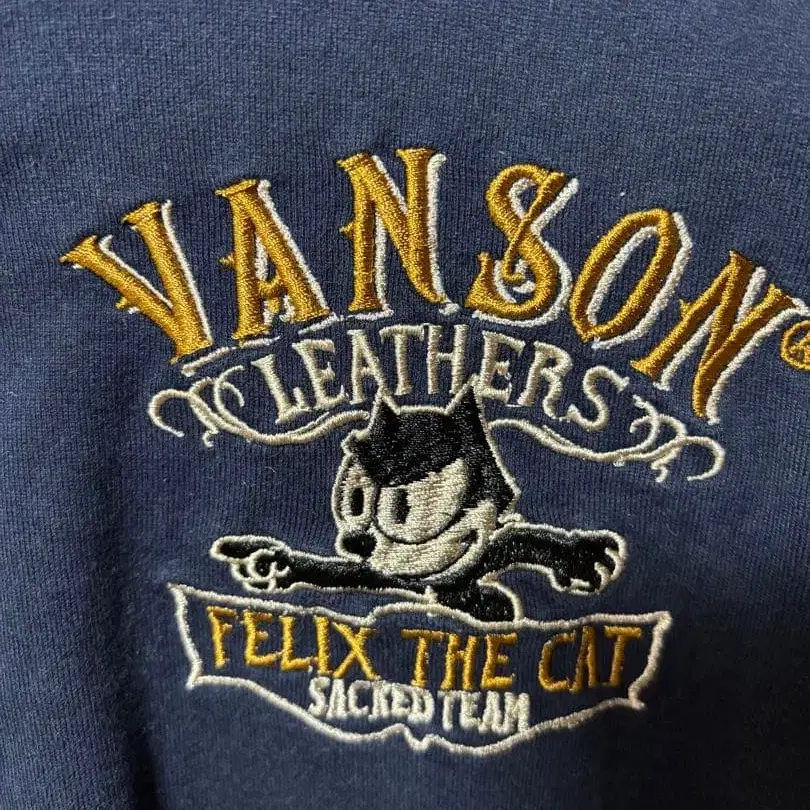 VANSON®
LEATHERS
FELIX THE CAT
SACRED TEAM